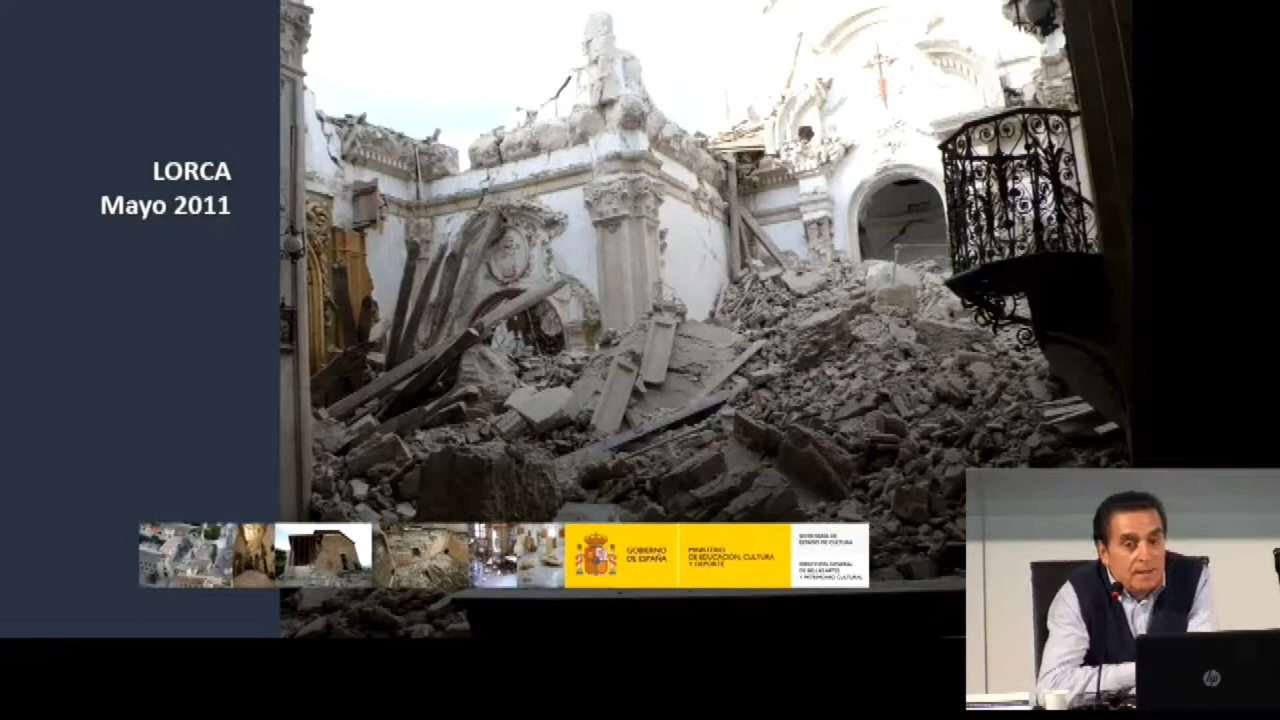 LORCA
Mayo 2011
GOBIERNO
DE ESPAÑA
MINISTERIO
DE EDUCACIÓN, CULTURA
Y DEPORTE
SECRETARÍA DE
ESTADO DE CULTURA
DIRECCIÓN GENERAL
DE BELLAS ARTES
Y PATRIMONIO CULTURAL
hp